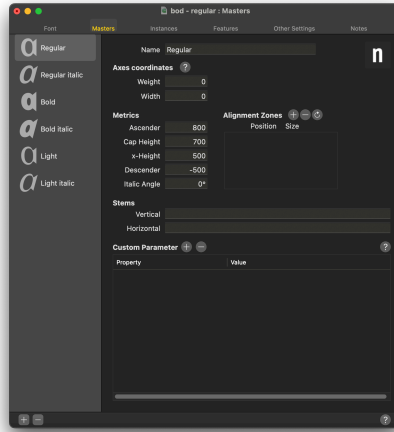 bod - regular : Masters
Font Masters Instances Features Other Settings Notes
α Regular
α Regular italic
α Bold
α Bold italic
α Light
α Light italic
Name Regular
n
Axes coordinates ?
Weight 0
Width 0
Metrics
Ascender 800
Cap Height 700
x-Height 500
Descender -500
Italic Angle 0°
Alignment Zones + −
Position Size
Stems
Vertical
Horizontal
Custom Parameter + − ?
Property Value
+ − ?